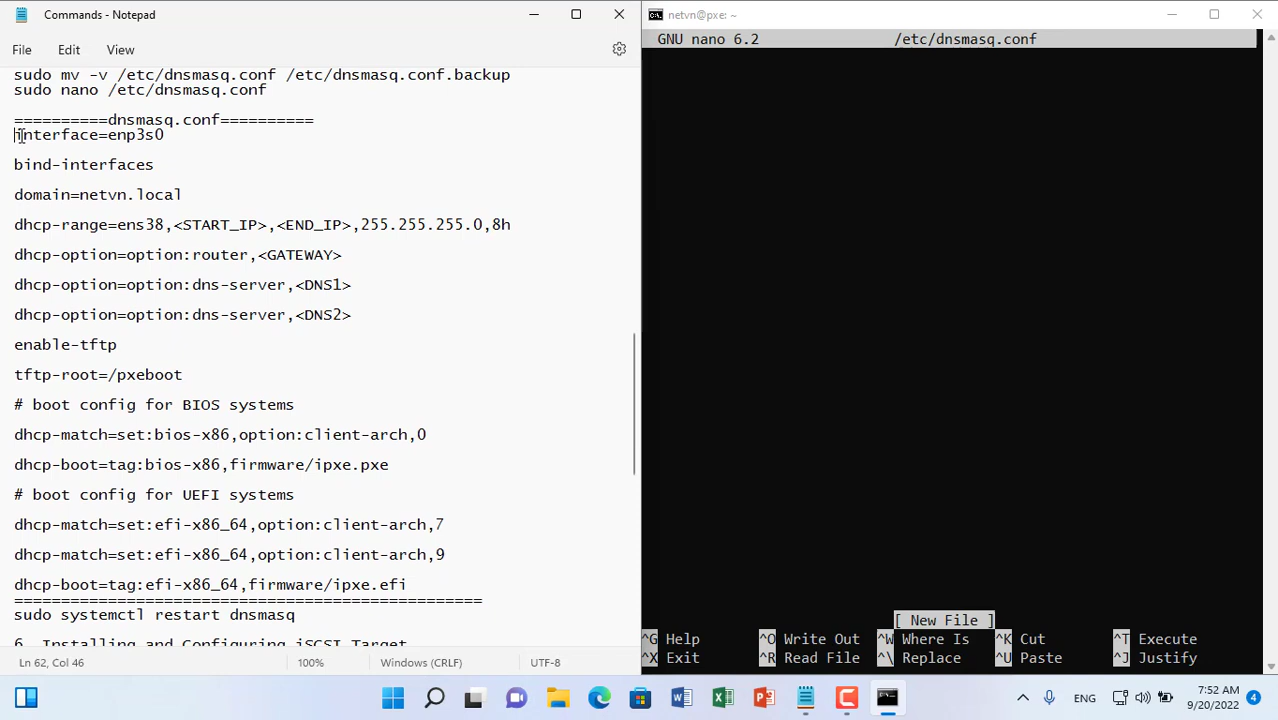 Commands - Notepad
File Edit View
sudo mv -v /etc/dnsmasq.conf /etc/dnsmasq.conf.backup
sudo nano /etc/dnsmasq.conf
==========dnsmasq.conf==========
interface=enp3s0
bind-interfaces
domain=netvn.local
dhcp-range=ens38,<START_IP>,<END_IP>,255.255.255.0,8h
dhcp-option=option:router,<GATEWAY>
dhcp-option=option:dns-server,<DNS1>
dhcp-option=option:dns-server,<DNS2>
enable-tftp
tftp-root=/pxeboot
# boot config for BIOS systems
dhcp-match=set:bios-x86,option:client-arch,0
dhcp-boot=tag:bios-x86,firmware/ipxe.pxe
# boot config for UEFI systems
dhcp-match=set:efi-x86_64,option:client-arch,7
dhcp-match=set:efi-x86_64,option:client-arch,9
dhcp-boot=tag:efi-x86_64,firmware/ipxe.efi
==================================================
sudo systemctl restart dnsmasq
6. Installing and Configuring iSCSI Target
Ln 62, Col 46 100% Windows (CRLF) UTF-8
netvn@pxe: ~
GNU nano 6.2 /etc/dnsmasq.conf
[ New File ]
^G Help ^O Write Out ^W Where Is ^K Cut ^T Execute
^X Exit ^R Read File ^\ Replace ^U Paste ^J Justify
ENG 7:52 AM 4
9/20/2022